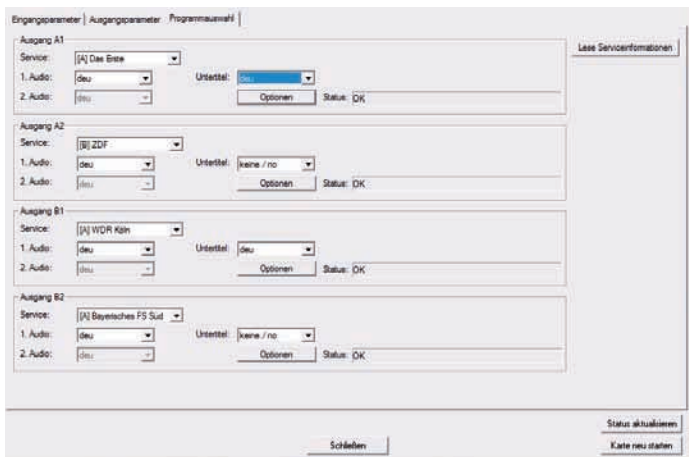 Eingangsparameter Ausgangsparameter Programmauswahl
Ausgang A1
Lese Serviceinformationen
Service: [A] Das Erste
1. Audio: deu Untertitel: deu
2. Audio: deu Optionen Status: OK
Ausgang A2
Service: [B] ZDF
1. Audio: deu Untertitel: keine / no
2. Audio: deu Optionen Status: OK
Ausgang B1
Service: [A] WDR Köln
1. Audio: deu Untertitel: deu
2. Audio: deu Optionen Status: OK
Ausgang B2
Service: [A] Bayerisches FS Süd
1. Audio: deu Untertitel: keine / no
2. Audio: deu Optionen Status: OK
Status aktualisieren
Schließen Karte neu starten